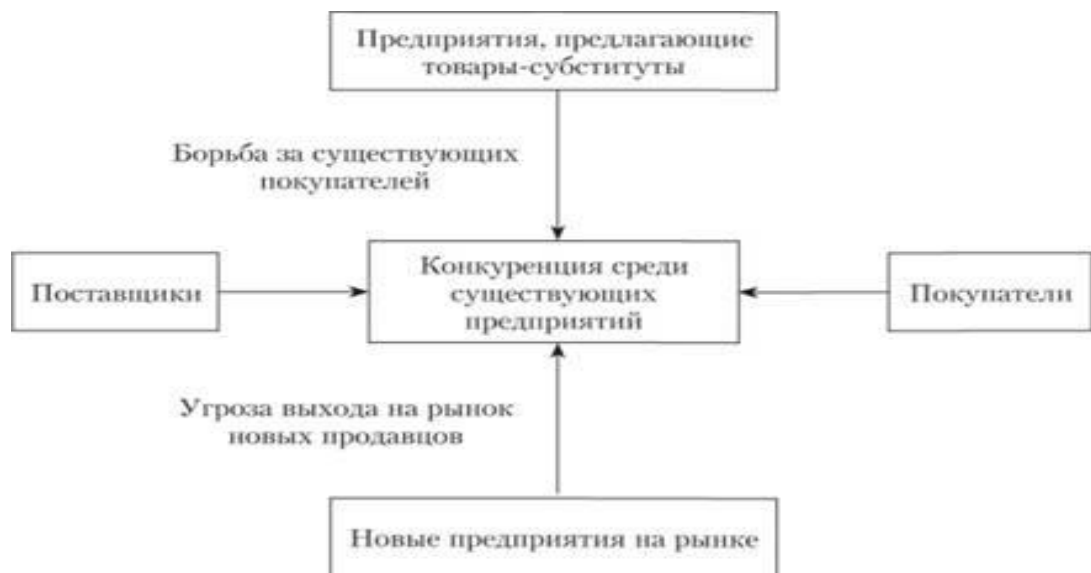 Предприятия, предлагающие
товары-субституты
Борьба за существующих
покупателей
Поставщики
Конкуренция среди
существующих
предприятий
Покупатели
Угроза выхода на рынок
новых продавцов
Новые предприятия на рынке